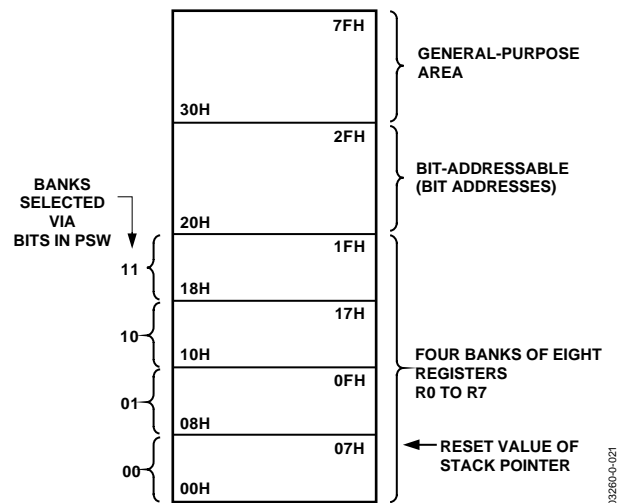 7FH
GENERAL-PURPOSE
AREA
30H
2FH
BIT-ADDRESSABLE
(BIT ADDRESSES)
BANKS
SELECTED
VIA
BITS IN PSW
20H
1FH
11
18H
17H
10
10H
FOUR BANKS OF EIGHT
REGISTERS
R0 TO R7
0FH
01
08H
07H
RESET VALUE OF
STACK POINTER
00
00H
03260-0-021